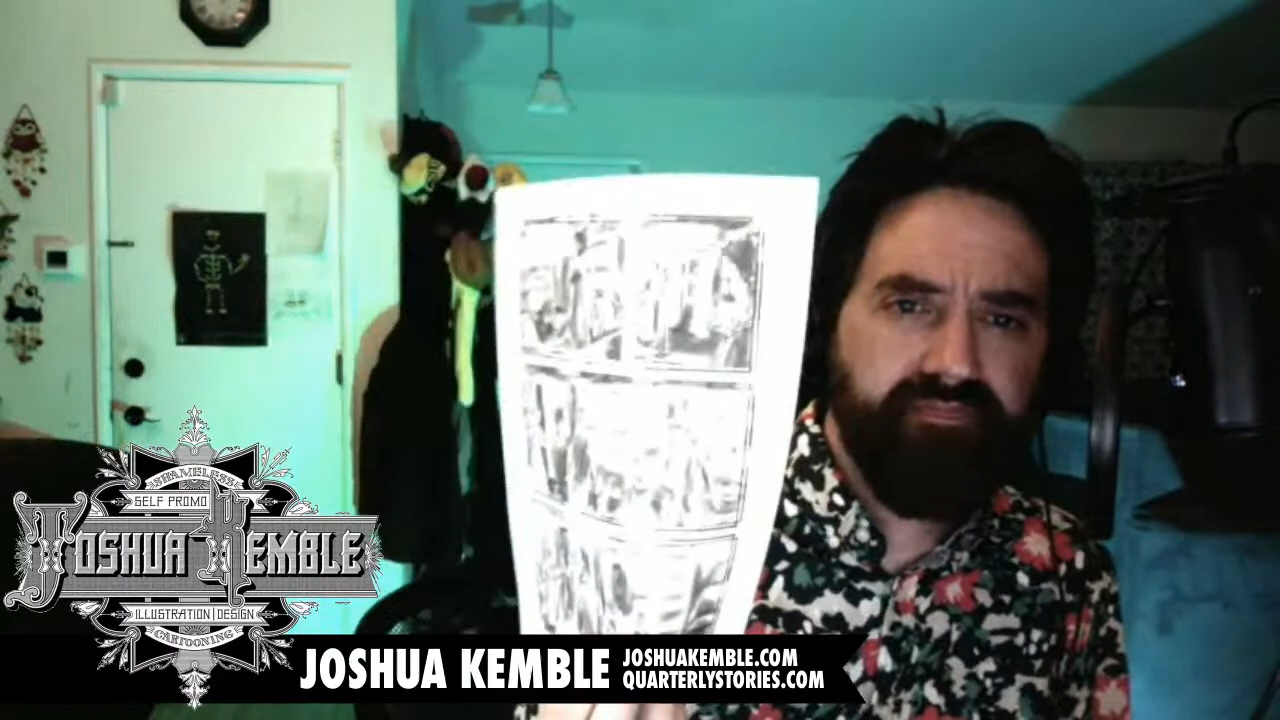 SHAMELESS
SELF PROMO
JOSHUA KEMBLE
ILLUSTRATION DESIGN
CARTOONING
JOSHUA KEMBLE
JOSHUAKEMBLE.COM
QUARTERLYSTORIES.COM